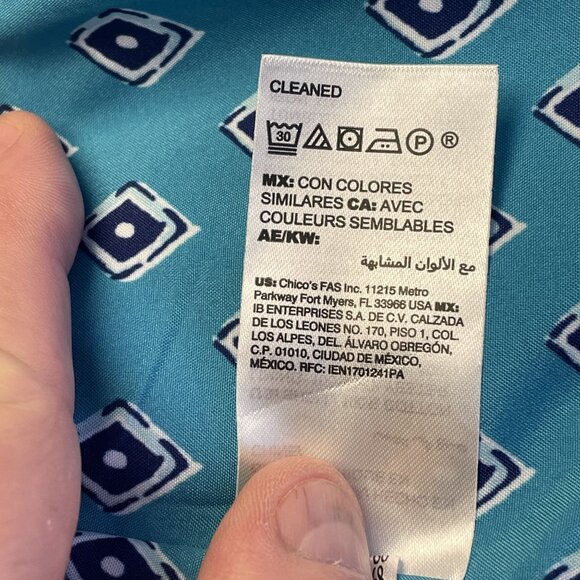 CLEANED
30 P ®
MX: CON COLORES
SIMILARES CA: AVEC
COULEURS SEMBLABLES
AE/KW:
مع الألوان المشابهة
US: Chico's FAS Inc. 11215 Metro
Parkway Fort Myers, FL 33966 USA MX:
IB ENTERPRISES S.A. DE C.V. CALZADA
DE LOS LEONES NO. 170, PISO 1, COL.
LOS ALPES, DEL. ÁLVARO OBREGÓN,
C.P. 01010, CIUDAD DE MÉXICO,
MÉXICO. RFC: IEN1701241PA